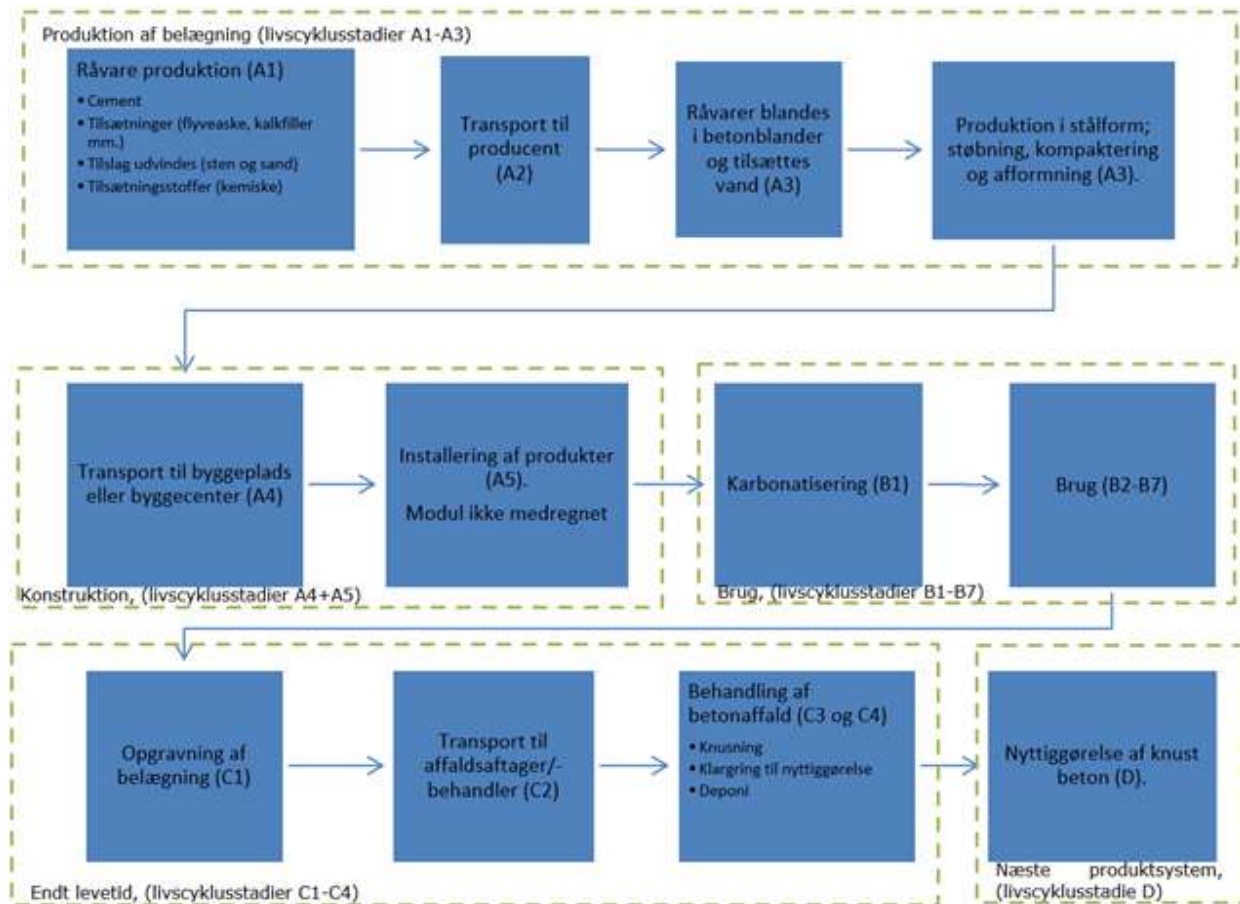 Produktion af belægning (livscyklusstadier A1-A3)
Råvare produktion (A1)
• Cement
• Tilsætninger (flyveaske, kalkfiller
mm.)
• Tilslag udvindes (sten og sand)
• Tilsætningsstoffer (kemiske)
Transport til
producent
(A2)
Råvarer blandes
i betonblander
og tilsættes
vand (A3)
Produktion i stålform;
støbning, kompaktering
og afformning (A3).
Transport til byggeplads
eller byggecenter (A4)
Installering af produkter
(A5).
Modul ikke medregnet
Konstruktion, (livscyklusstadier A4+A5)
Karbonatisering (B1)
Brug (B2-B7)
Brug, (livscyklusstadier B1-B7)
Opgravning af
belægning (C1)
Transport til
affaldsaftager/-
behandler (C2)
Behandling af
betonaffald (C3 og C4)
• Knusning
• Klargring til nyttiggørelse
• Deponi
Endt levetid, (livscyklusstadier C1-C4)
Nyttiggørelse af knust
beton (D).
Næste produktsystem,
(livscyklusstadie D)